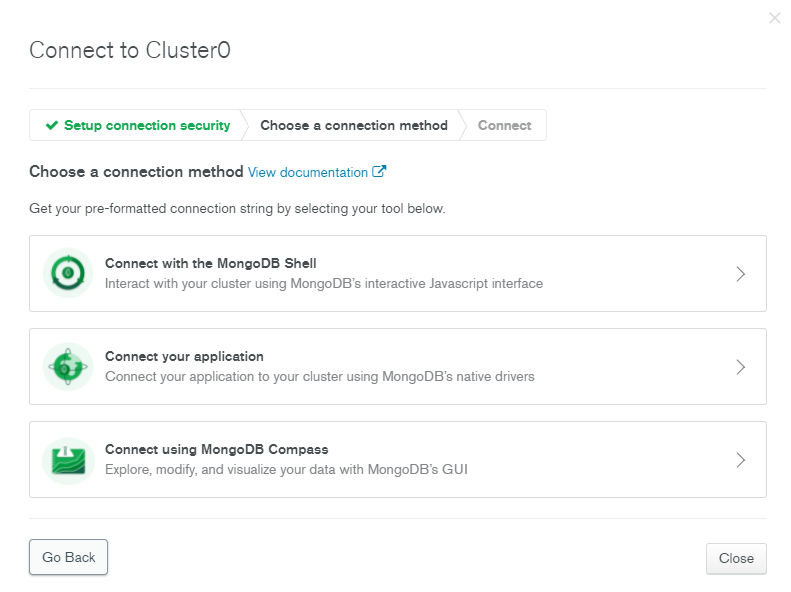 Connect to Cluster0
Setup connection security
Choose a connection method
Connect
Choose a connection method View documentation
Get your pre-formatted connection string by selecting your tool below.
Connect with the MongoDB Shell
Interact with your cluster using MongoDB's interactive Javascript interface
Connect your application
Connect your application to your cluster using MongoDB's native drivers
Connect using MongoDB Compass
Explore, modify, and visualize your data with MongoDB's GUI
Go Back
Close